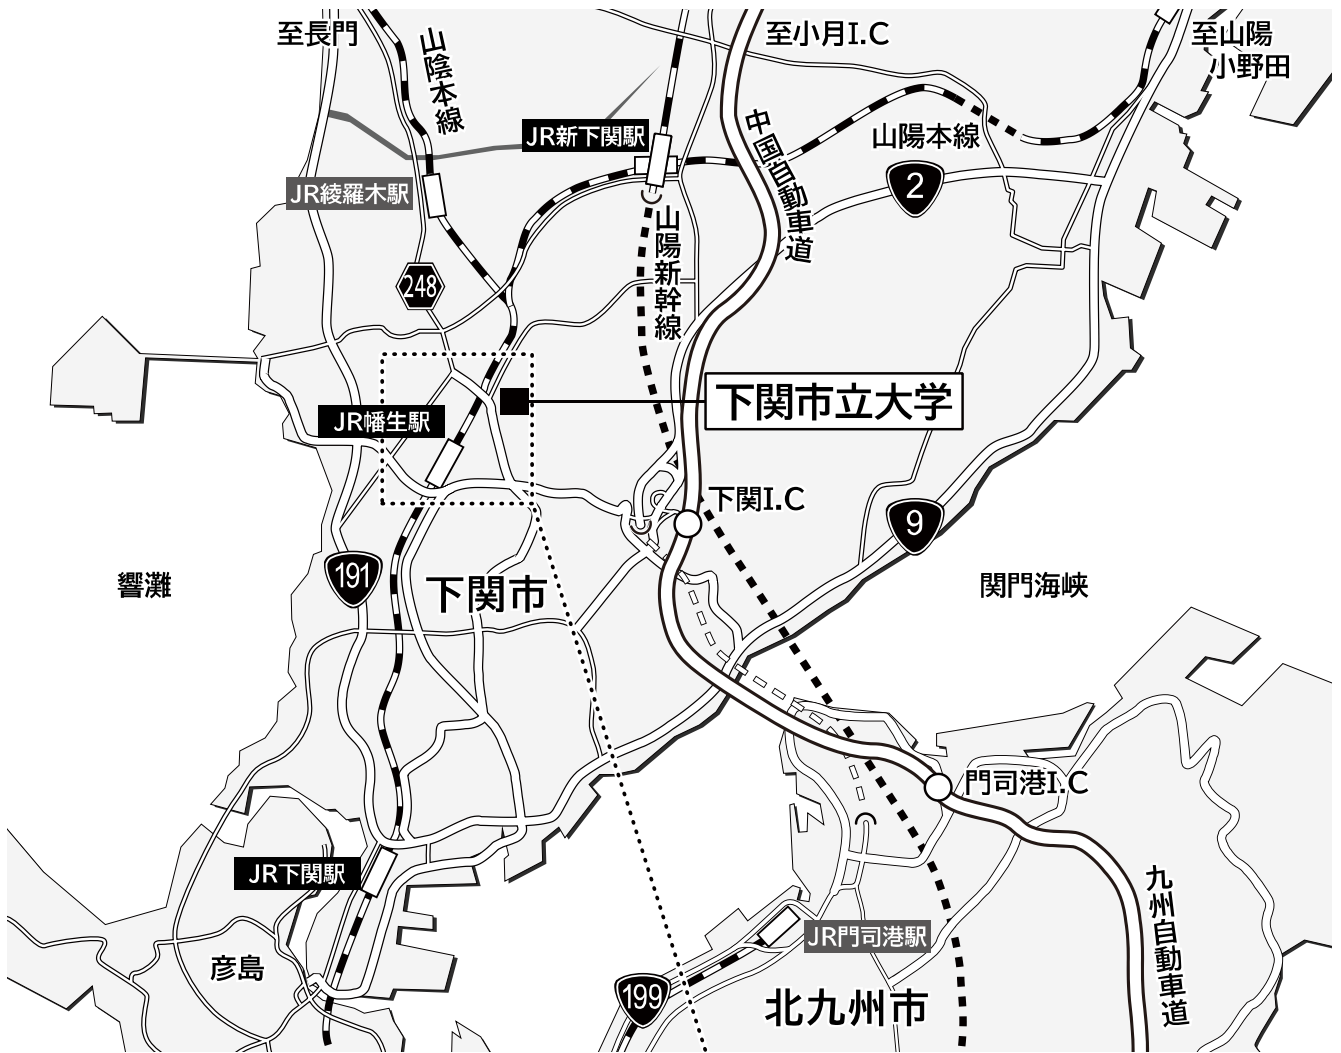 至長門
山陰本線
至小月I.C
至山陽
小野田
JR新下関駅
中国自動車道
山陽本線
2
JR綾羅木駅
山陽新幹線
248
下関市立大学
JR幡生駅
下関I.C
9
響灘
191
下関市
関門海峡
門司港I.C
JR下関駅
九州自動車道
JR門司港駅
彦島
199
北九州市